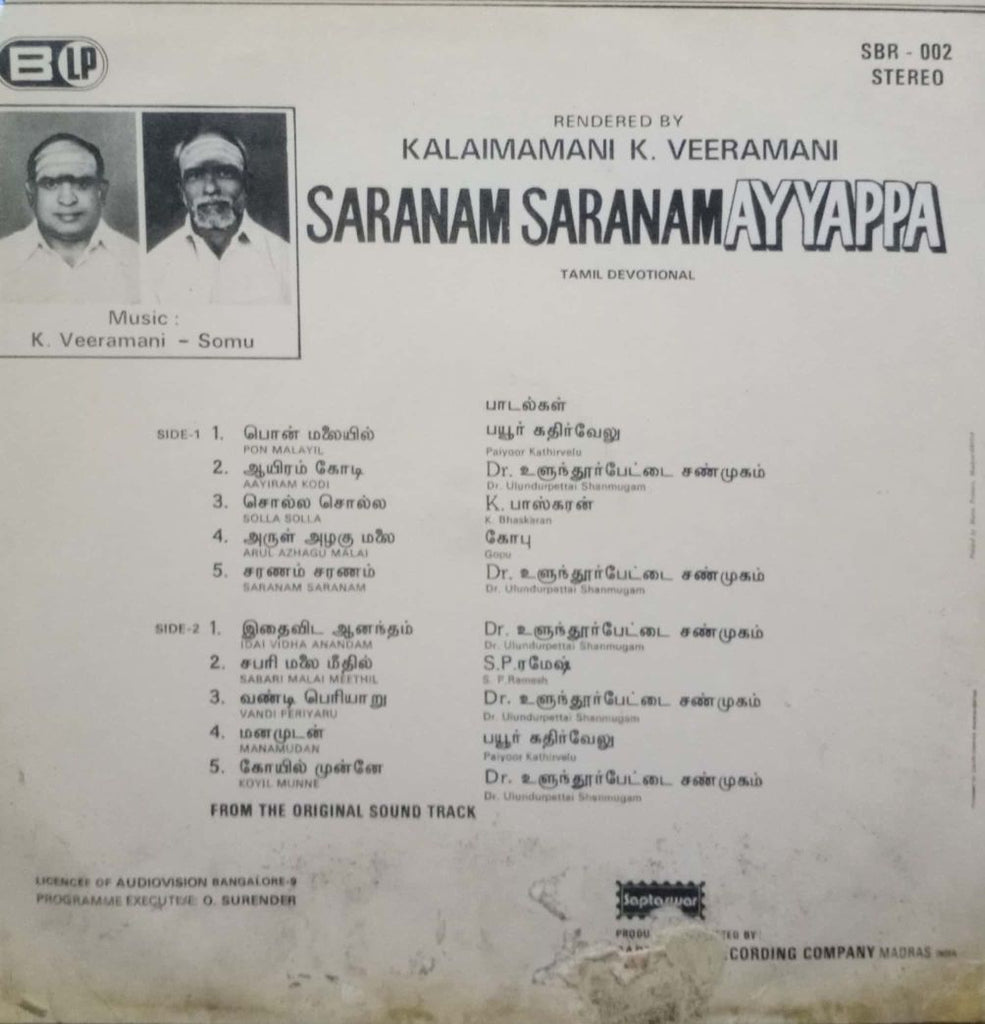 B LP
SBR - 002
STEREO
RENDERED BY
KALAIMAMANI K. VEERAMANI
SARANAM SARANAM AYYAPPA
TAMIL DEVOTIONAL
Music :
K. Veeramani - Somu
பாடல்கள்
SIDE-1 1. பொன் மலையில் பயூர் கதிர்வேலு
PON MALAYIL Paiyoor Kathirvelu
2. ஆயிரம் கோடி Dr. உளுந்தூர்பேட்டை சண்முகம்
AAYIRAM KODI Dr. Ulundurpettai Shanmugam
3. சொல்ல சொல்ல K. பாஸ்கரன்
SOLLA SOLLA K. Bhaskaran
4. அருள் அழகு மலை கோபு
ARUL AZHAGU MALAI Gopu
5. சரணம் சரணம் Dr. உளுந்தூர்பேட்டை சண்முகம்
SARANAM SARANAM Dr. Ulundurpettai Shanmugam
SIDE-2 1. இதைவிட ஆனந்தம் Dr. உளுந்தூர்பேட்டை சண்முகம்
IDAI VIDHA ANANDAM Dr. Ulundurpettai Shanmugam
2. சபரி மலை மீதில் S.P.ரமேஷ்
SABARI MALAI MEETHIL S. P.Ramesh
3. வண்டி பெரியாறு Dr. உளுந்தூர்பேட்டை சண்முகம்
VANDI PERIYARU Dr. Ulundurpettai Shanmugam
4. மனமுடன் பயூர் கதிர்வேலு
MANAMUDAN Paiyoor Kathirvelu
5. கோயில் முன்னே Dr. உளுந்தூர்பேட்டை சண்முகம்
KOYIL MUNNE Dr. Ulundurpettai Shanmugam
FROM THE ORIGINAL SOUND TRACK
LICENCEE OF AUDIOVISION BANGALORE-9
PROGRAMME EXECUTIVE: O. SURENDER
Saptaswar
BY :
COMPANY MADRAS INDIA